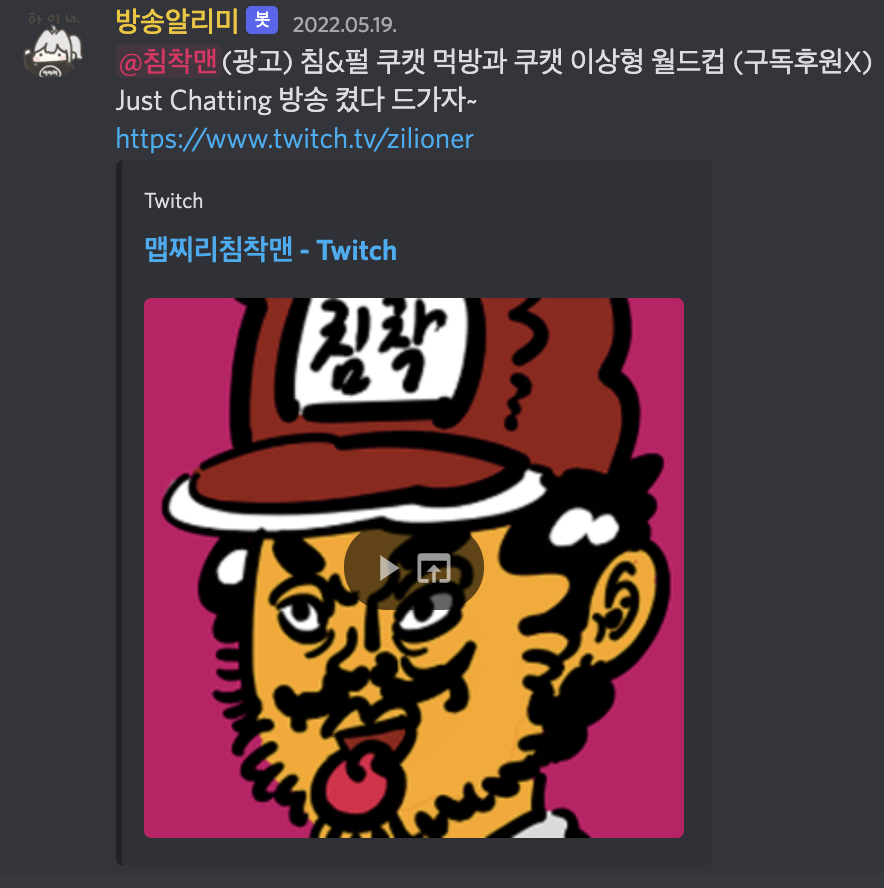 하이네.
방송알리미 봇 2022.05.19.
@침착맨(광고) 침&펄 쿠캣 먹방과 쿠캣 이상형 월드컵 (구독후원X)
Just Chatting 방송 켰다 드가자~
https://www.twitch.tv/zilioner
Twitch
맵찌리침착맨 - Twitch
침착